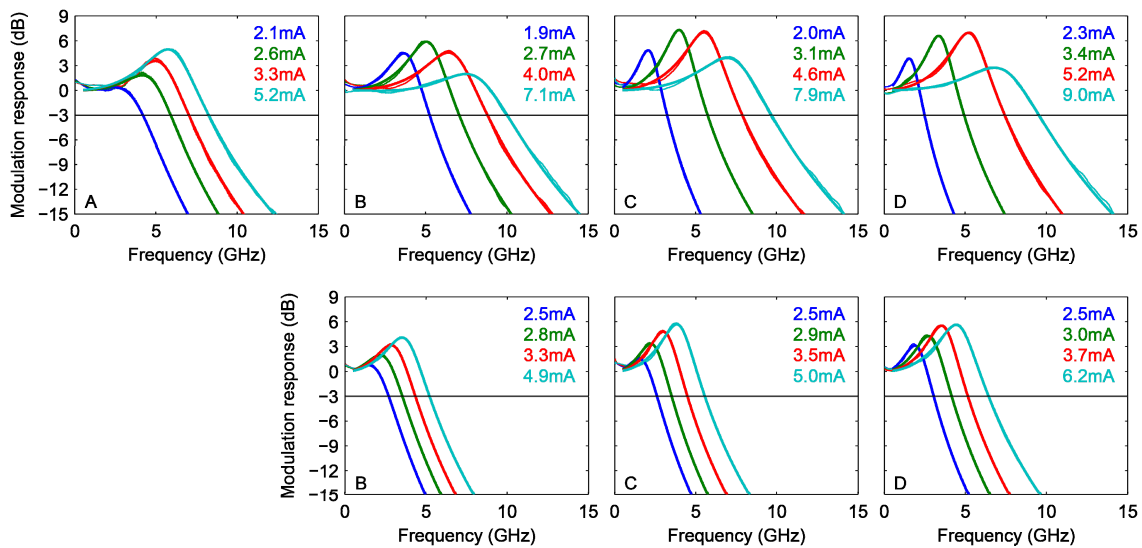 Modulation response (dB)
9
6
3
0
−3
−6
−9
−12
−15
2.1mA
2.6mA
3.3mA
5.2mA
A
0 5 10 15
Frequency (GHz)
1.9mA
2.7mA
4.0mA
7.1mA
B
0 5 10 15
Frequency (GHz)
2.0mA
3.1mA
4.6mA
7.9mA
C
0 5 10 15
Frequency (GHz)
2.3mA
3.4mA
5.2mA
9.0mA
D
0 5 10 15
Frequency (GHz)
Modulation response (dB)
9
6
3
0
−3
−6
−9
−12
−15
2.5mA
2.8mA
3.3mA
4.9mA
B
0 5 10 15
Frequency (GHz)
2.5mA
2.9mA
3.5mA
5.0mA
C
0 5 10 15
Frequency (GHz)
2.5mA
3.0mA
3.7mA
6.2mA
D
0 5 10 15
Frequency (GHz)